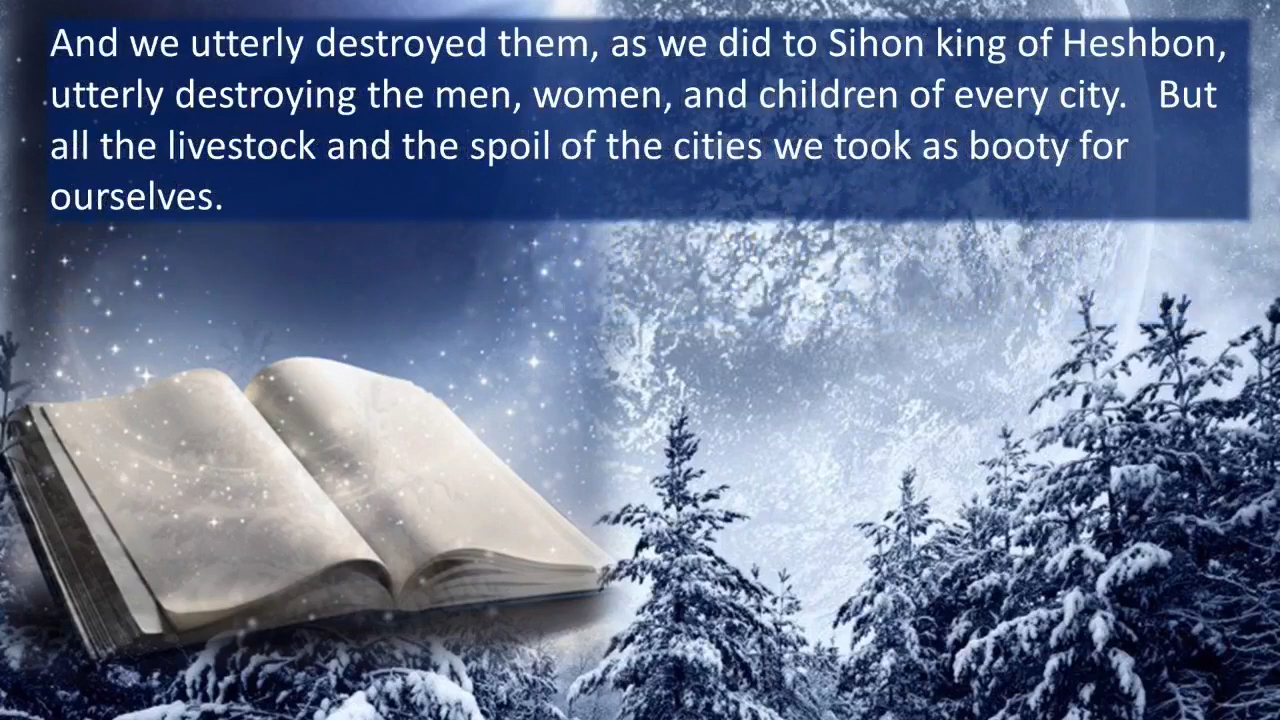 And we utterly destroyed them, as we did to Sihon king of Heshbon,
utterly destroying the men, women, and children of every city.   But
all the livestock and the spoil of the cities we took as booty for
ourselves.